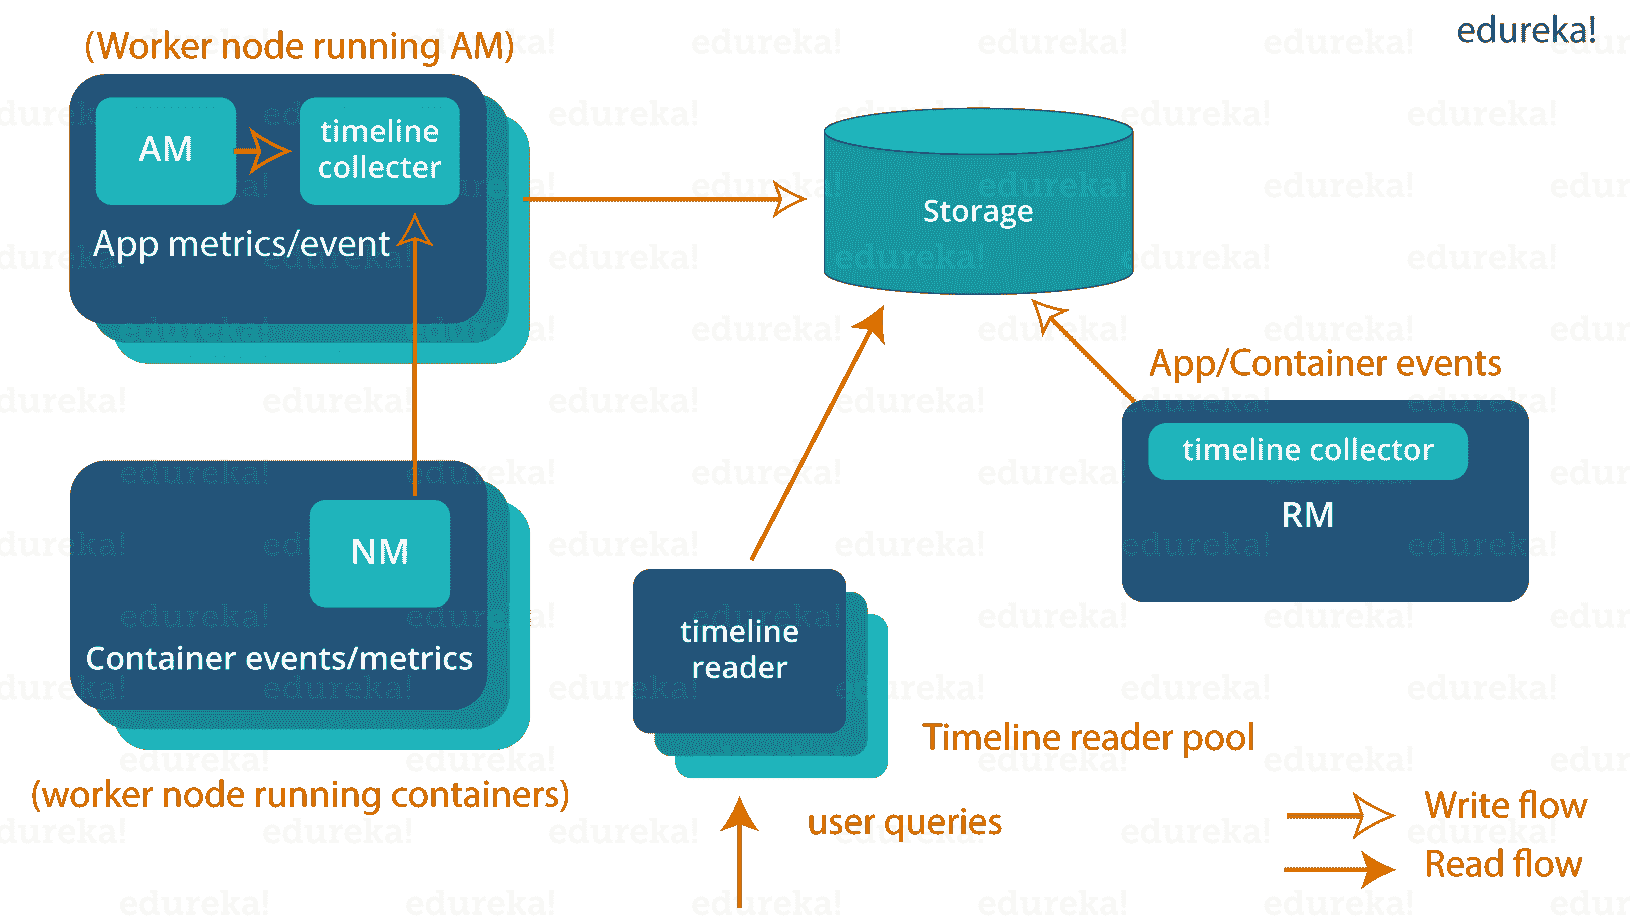 edureka!
(Worker node running AM)
AM
timeline
collecter
App metrics/event
Storage
App/Container events
timeline collector
RM
NM
Container events/metrics
(worker node running containers)
timeline
reader
Timeline reader pool
user queries
Write flow
Read flow